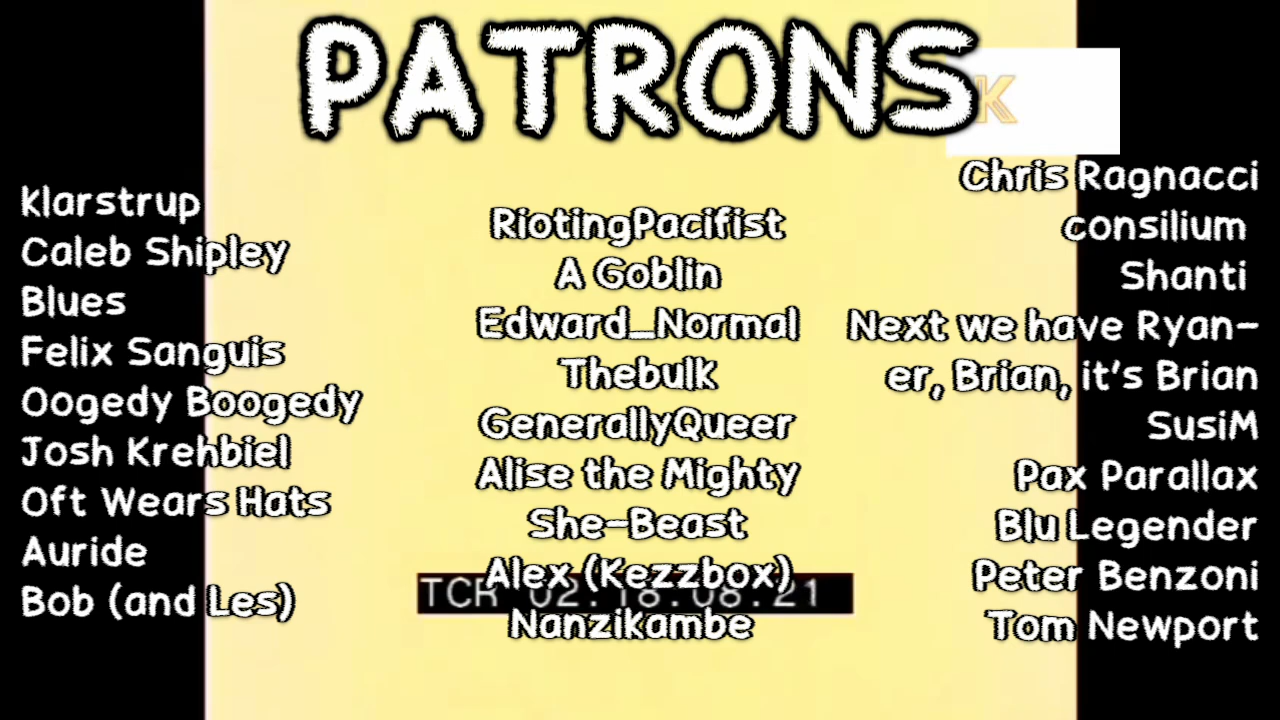 PATRONS
K
Klarstrup
Caleb Shipley
Blues
Felix Sanguis
Oogedy Boogedy
Josh Krehbiel
Oft Wears Hats
Auride
Bob (and Les)
RiotingPacifist
A Goblin
Edward_Normal
Thebulk
GenerallyQueer
Alise the Mighty
She-Beast
Alex (Kezzbox)
TCR 02:18:08:21
Nanzikambe
Chris Ragnacci
consilium
Shanti
Next we have Ryan-
er, Brian, it's Brian
SusiM
Pax Parallax
Blu Legender
Peter Benzoni
Tom Newport